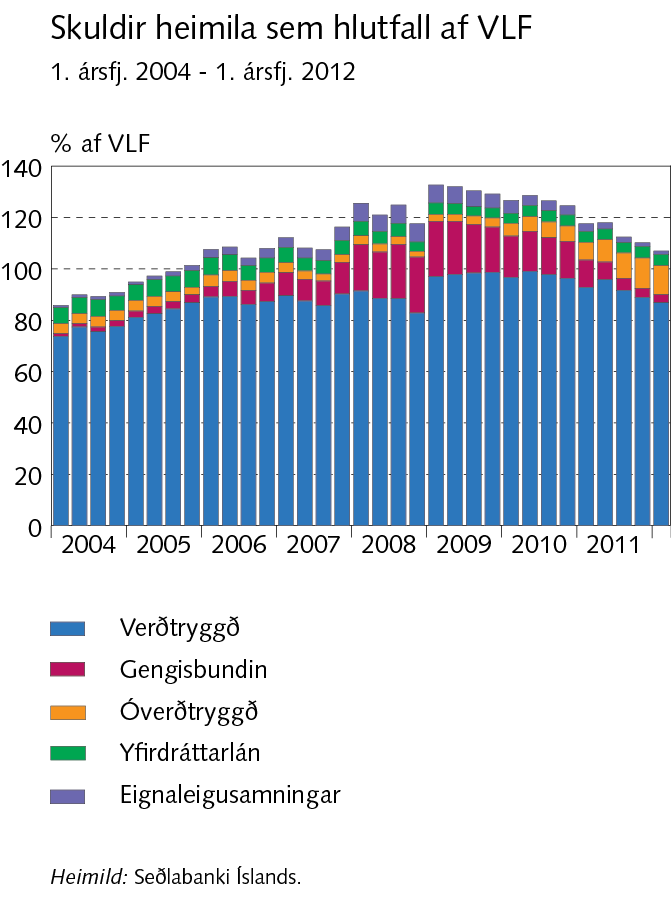 Skuldir heimila sem hlutfall af VLF
1. ársfj. 2004 - 1. ársfj. 2012
% af VLF
140
120
100
80
60
40
20
0
2004 2005 2006 2007 2008 2009 2010 2011
Verðtryggð
Gengisbundin
Óverðtryggð
Yfirdráttarlán
Eignaleigusamningar
Heimild: Seðlabanki Íslands.